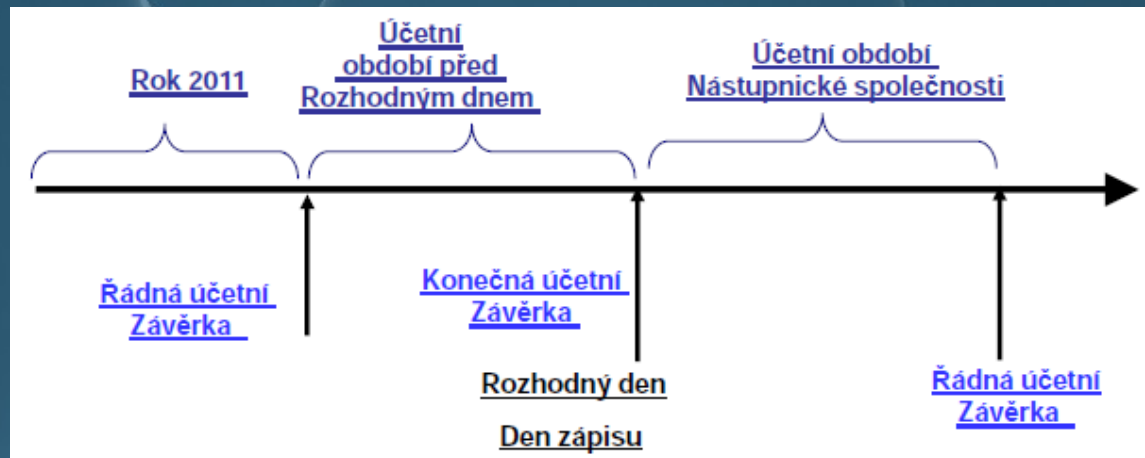 Rok 2011
Účetní
období před
Rozhodným dnem
Účetní období
Nástupnické společnosti
Řádná účetní
Závěrka
Konečná účetní
Závěrka
Rozhodný den
Den zápisu
Řádná účetní
Závěrka